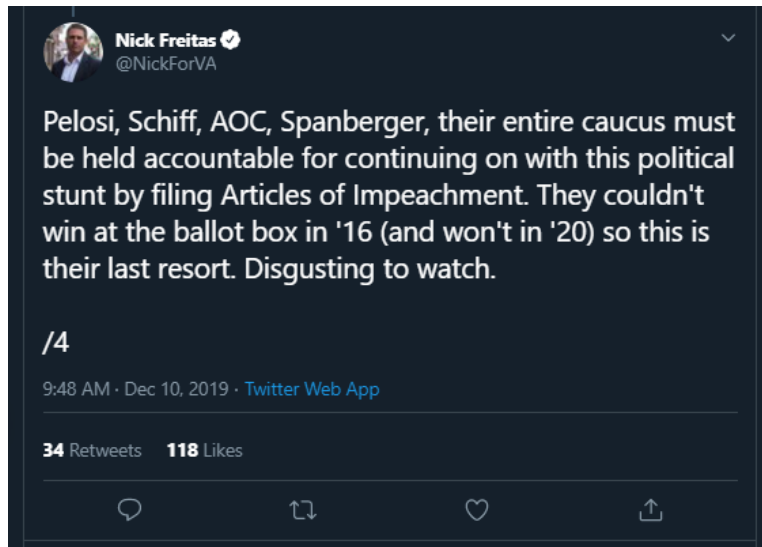 Nick Freitas
@NickForVA
Pelosi, Schiff, AOC, Spanberger, their entire caucus must
be held accountable for continuing on with this political
stunt by filing Articles of Impeachment. They couldn't
win at the ballot box in '16 (and won't in '20) so this is
their last resort. Disgusting to watch.
/4
9:48 AM · Dec 10, 2019 · Twitter Web App
34 Retweets 118 Likes